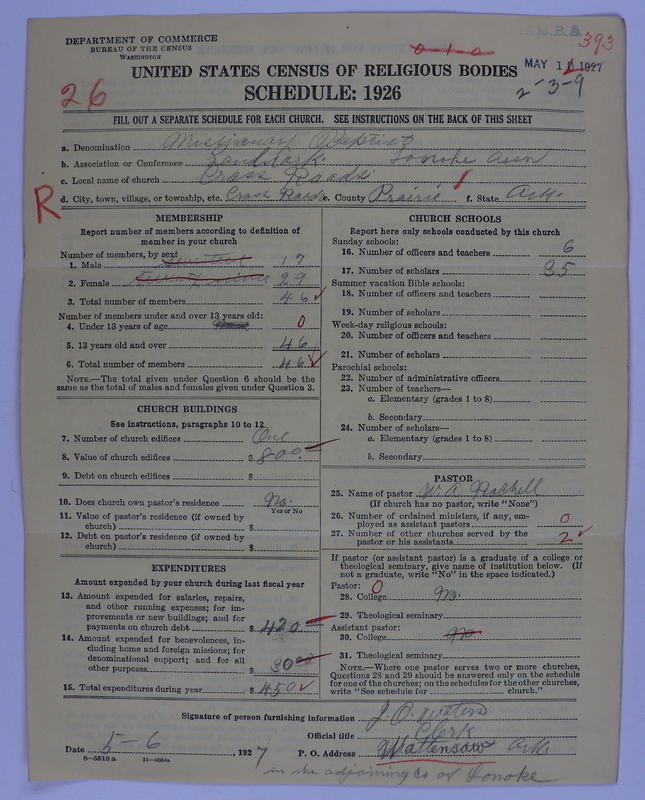 DEPARTMENT OF COMMERCE
BUREAU OF THE CENSUS
WASHINGTON
A.M.B.A
0 1 0
393
MAY 10 1927
2-3-9
26
UNITED STATES CENSUS OF RELIGIOUS BODIES
SCHEDULE: 1926
FILL OUT A SEPARATE SCHEDULE FOR EACH CHURCH. SEE INSTRUCTIONS ON THE BACK OF THIS SHEET
a. Denomination Missionary Baptist
b. Association or Conference Landmark. Lonoke Assn
c. Local name of church Cross Roads
R
d. City, town, village, or township, etc. Cross Roads e. County Prairie f. State Ark.
MEMBERSHIP
Report number of members according to definition of
member in your church
Number of members, by sex:
1. Male Seventeen 17
2. Female Twenty nine 29
3. Total number of members 46
Number of members under and over 13 years old:
4. Under 13 years of age 0
5. 13 years old and over 46
6. Total number of members 46
NOTE.—The total given under Question 6 should be the
same as the total of males and females given under Question 3.
CHURCH BUILDINGS
See instructions, paragraphs 10 to 12
7. Number of church edifices One
8. Value of church edifices $ 800.
9. Debt on church edifices $
10. Does church own pastor's residence No.
Yes or No
11. Value of pastor's residence (if owned by
church) $
12. Debt on pastor's residence (if owned by
church) $
EXPENDITURES
Amount expended by your church during last fiscal year
13. Amount expended for salaries, repairs,
and other running expenses; for im-
provements or new buildings; and for
payments on church debt $ 420.
14. Amount expended for benevolences, in-
cluding home and foreign missions; for
denominational support; and for all
other purposes $ 30 00
15. Total expenditures during year $ 450
CHURCH SCHOOLS
Report here only schools conducted by this church
Sunday schools:
16. Number of officers and teachers 6
17. Number of scholars 35
Summer vacation Bible schools:
18. Number of officers and teachers
19. Number of scholars
Week-day religious schools:
20. Number of officers and teachers
21. Number of scholars
Parochial schools:
22. Number of administrative officers
23. Number of teachers—
a. Elementary (grades 1 to 8)
b. Secondary
24. Number of scholars—
a. Elementary (grades 1 to 8)
b. Secondary
PASTOR
25. Name of pastor W. R.
(If church has no pastor, write "None")
26. Number of ordained ministers, if any, em-
ployed as assistant pastors 0
27. Number of other churches served by the
pastor or his assistants 2
If pastor (or assistant pastor) is a graduate of a college or
theological seminary, give name of institution below. (If
not a graduate, write "No" in the space indicated.)
Pastor: 0
28. College No.
29. Theological seminary
Assistant pastor:
30. College No
31. Theological seminary
NOTE.—Where one pastor serves two or more churches,
Questions 28 and 29 should be answered only on the schedule
for one of the churches; on the schedules for the other churches,
write "See schedule for church."
Signature of person furnishing information J. O. Waters
Official title Clerk
Date 5-6, 1927 P. O. Address Wattensaw Ark
8-5518a 11-9054a
in the adjoining Co of Lonoke